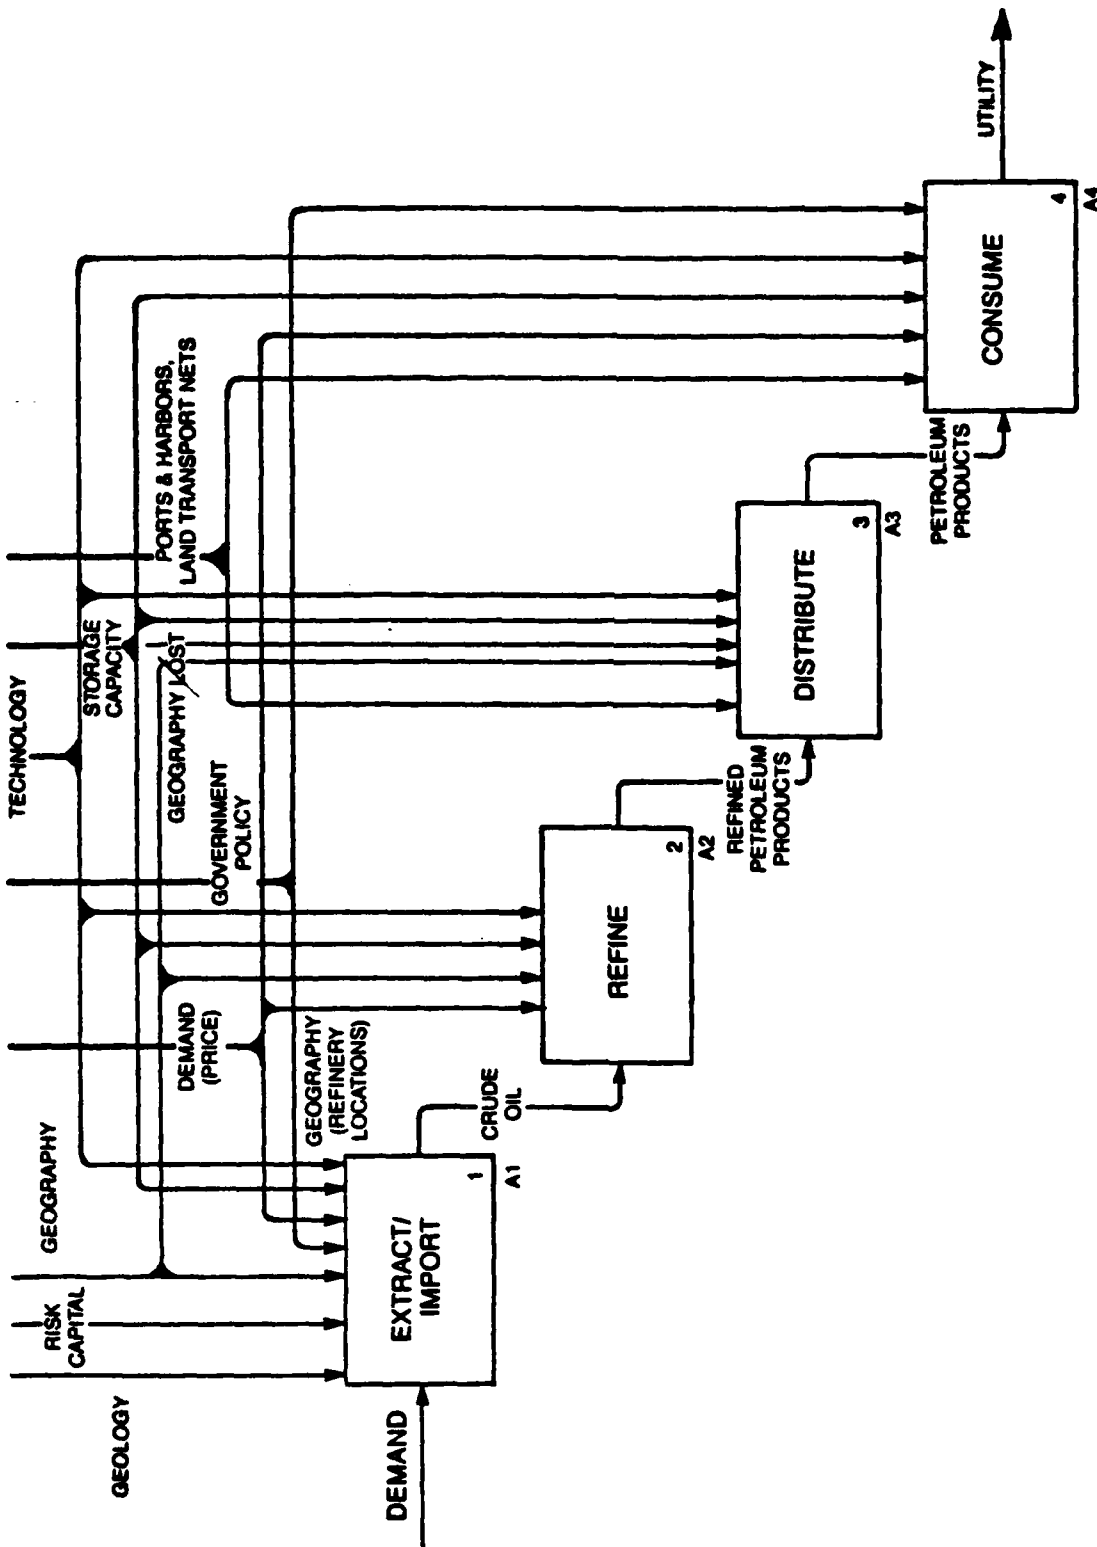 GEOLOGY
RISK
CAPITAL
GEOGRAPHY
DEMAND
(PRICE)
GOVERNMENT
POLICY
TECHNOLOGY
STORAGE
CAPACITY
PORTS & HARBORS,
LAND TRANSPORT NETS
GEOGRAPHY LOST
GEOGRAPHY
(REFINERY
LOCATIONS)
DEMAND
EXTRACT/
IMPORT
1
A1
CRUDE
OIL
REFINE
2
A2
REFINED
PETROLEUM
PRODUCTS
DISTRIBUTE
3
A3
PETROLEUM
PRODUCTS
CONSUME
4
A4
UTILITY